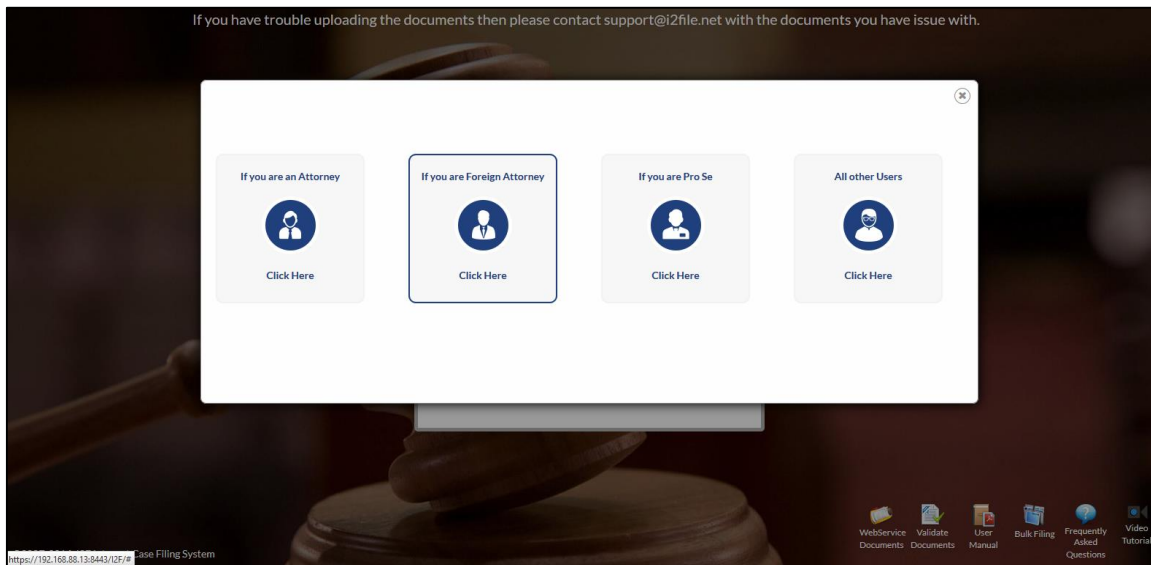 If you have trouble uploading the documents then please contact support@i2file.net with the documents you have issue with.
If you are an Attorney
Click Here
If you are Foreign Attorney
Click Here
If you are Pro Se
Click Here
All other Users
Click Here
WebService
Documents
Validate
Documents
User
Manual
Bulk Filing
Frequently
Asked
Questions
Video
Tutorial
Case Filing System
https://192.168.88.13:8443/I2F/#